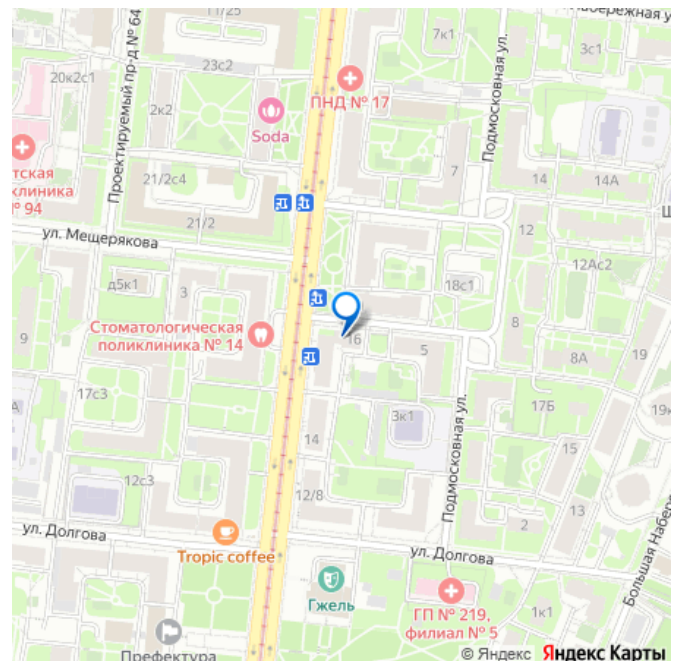 11/25
Набережная у
Проектируемый пр-д № 64
7к1
3с1
23с2
20к2с1
ПНД № 17
2к2
Soda
Подмосковная ул.
тская
клиника
№ 94
21/2с4
7
14
14А
21/2
ул. Мещерякова
12
12Ас2
д5к1
3
18с1
Стоматологическая
поликлиника № 14
9
16
5
8
8А
19
17с3
3к1
17Б
19к
14
Подмосковная ул.
15
12с3
12/8
13
ул. Долгова
2
Tropic coffee
ул. Долгова
Большая Набере
Гжель
ГП № 219,
филиал № 5
1к1
Префектура
© Яндекс Яндекс Карты